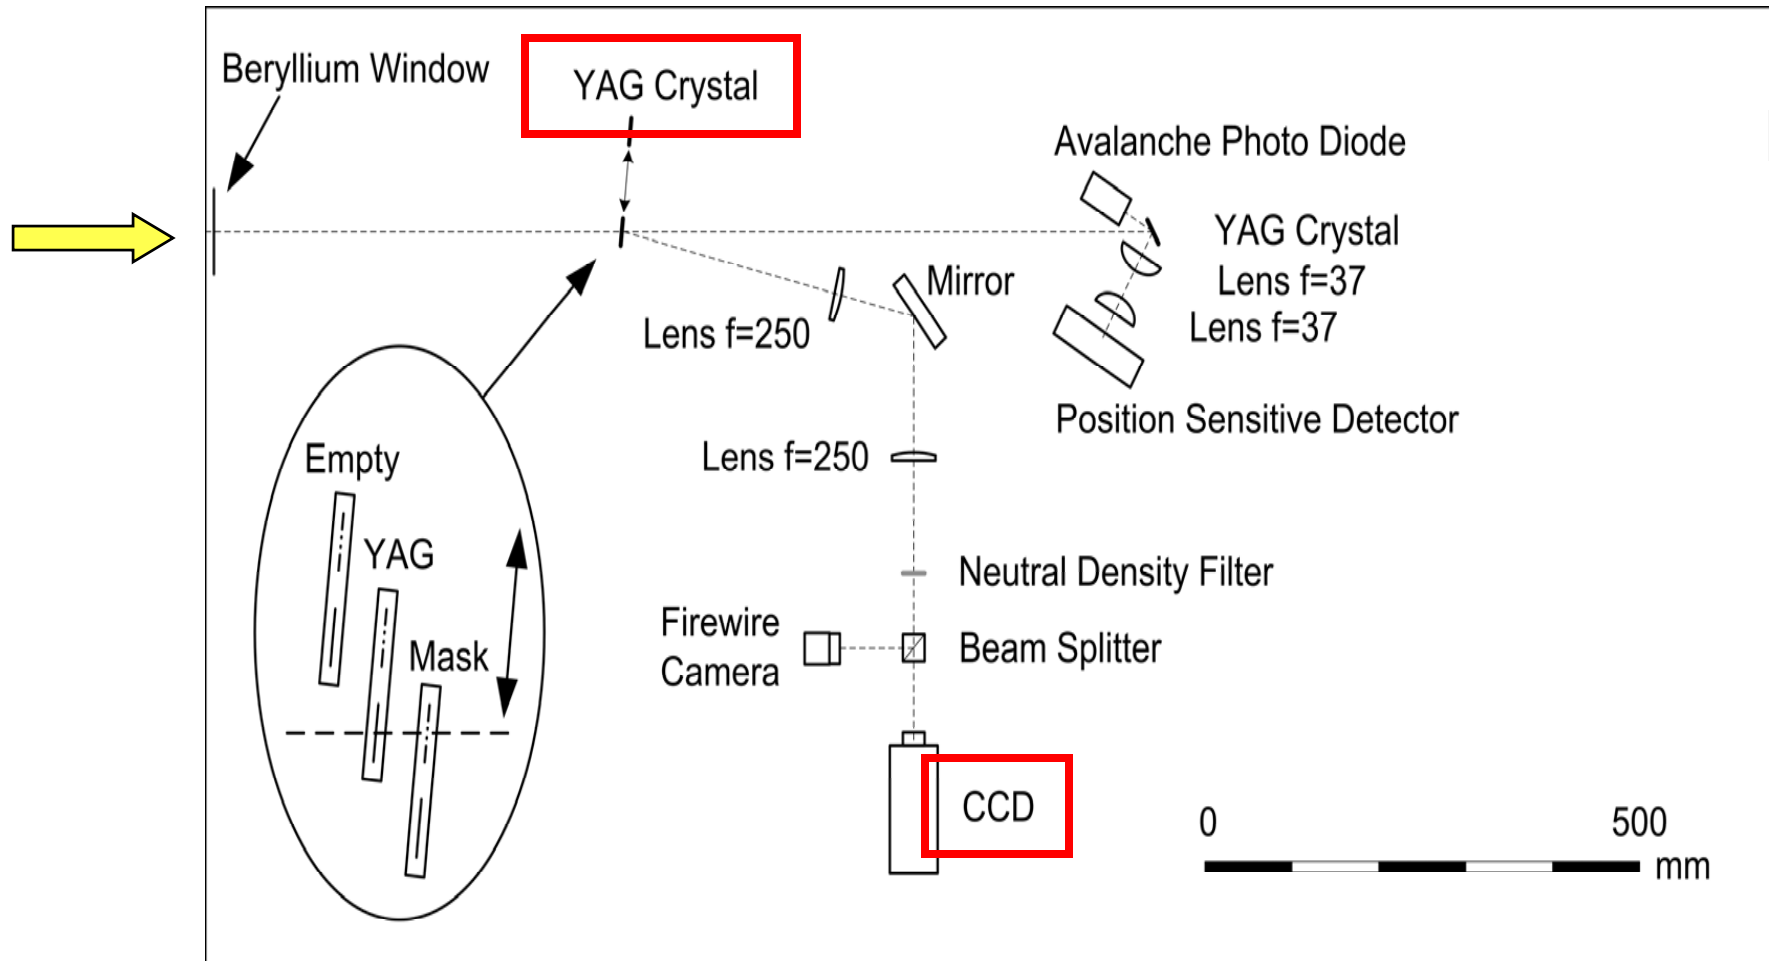 Beryllium Window
YAG Crystal
Avalanche Photo Diode
YAG Crystal
Lens f=37
Lens f=37
Mirror
Lens f=250
Position Sensitive Detector
Lens f=250
Empty
YAG
Mask
Neutral Density Filter
Firewire
Camera
Beam Splitter
CCD
0 500
mm